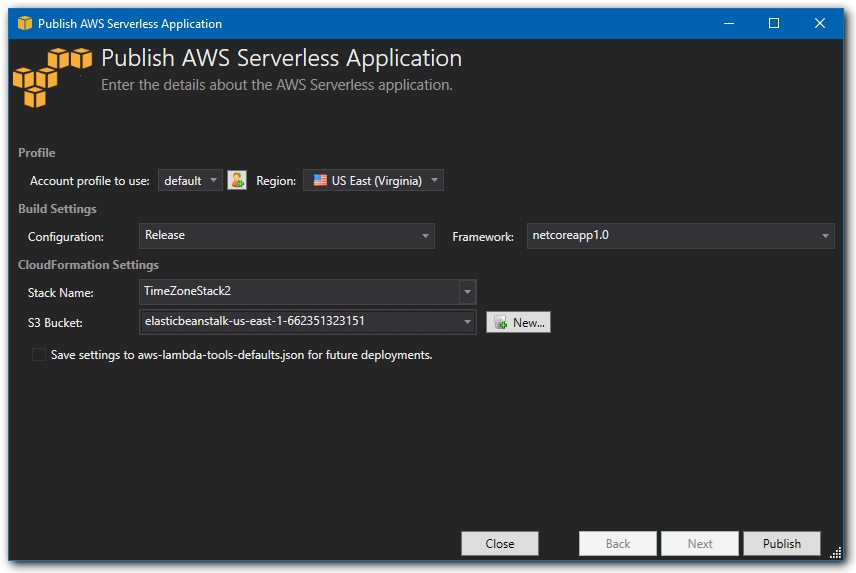 Publish AWS Serverless Application
Publish AWS Serverless Application
Enter the details about the AWS Serverless application.
Profile
Account profile to use: default Region: US East (Virginia)
Build Settings
Configuration: Release Framework: netcoreapp1.0
CloudFormation Settings
Stack Name: TimeZoneStack2
S3 Bucket: elasticbeanstalk-us-east-1-662351323151 New...
Save settings to aws-lambda-tools-defaults.json for future deployments.
Close Back Next Publish